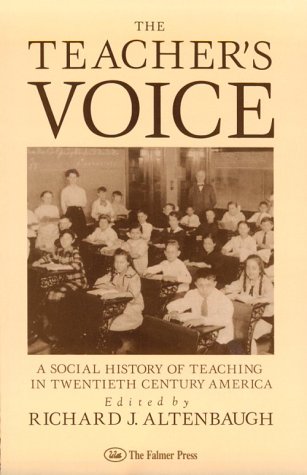 THE
TEACHER'S
VOICE
A SOCIAL HISTORY OF TEACHING
IN TWENTIETH CENTURY AMERICA
Edited by
RICHARD J. ALTENBAUGH
The Falmer Press